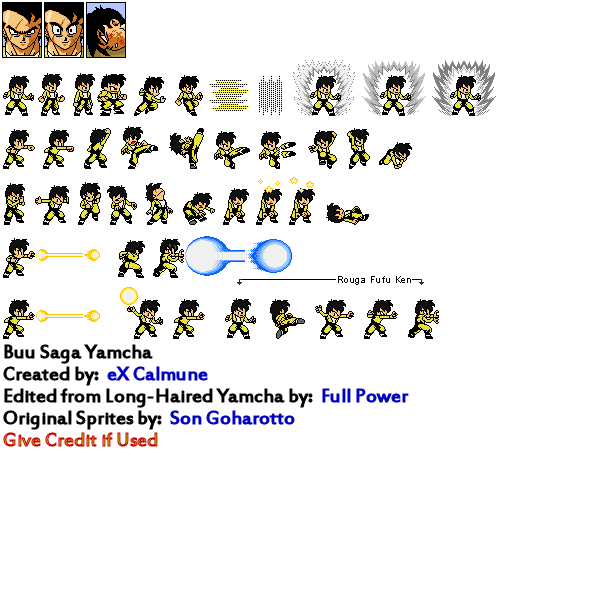 Rouga Fufu Ken
Buu Saga Yamcha
Created by: eX Calmune
Edited from Long-Haired Yamcha by: Full Power
Original Sprites by: Son Goharotto
Give Credit if Used